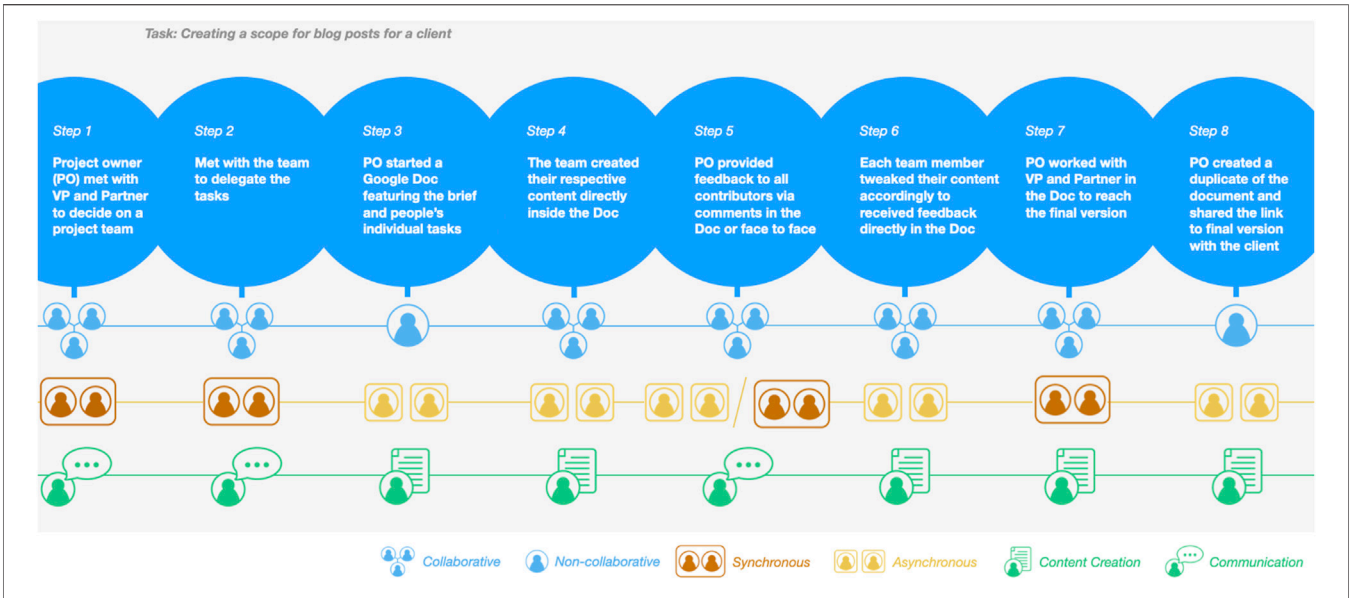 Task: Creating a scope for blog posts for a client
Step 1
Project owner
(PO) met with
VP and Partner
to decide on a
project team
Step 2
Met with the team
to delegate the
tasks
Step 3
PO started a
Google Doc
featuring the brief
and people's
individual tasks
Step 4
The team created
their respective
content directly
inside the Doc
Step 5
PO provided
feedback to all
contributors via
comments in the
Doc or face to face
Step 6
Each team member
tweaked their content
accordingly to
received feedback
directly in the Doc
Step 7
PO worked with
VP and Partner in
the Doc to reach
the final version
Step 8
PO created a
duplicate of the
document and
shared the link
to final version
with the client
Collaborative
Non-collaborative
Synchronous
Asynchronous
Content Creation
Communication